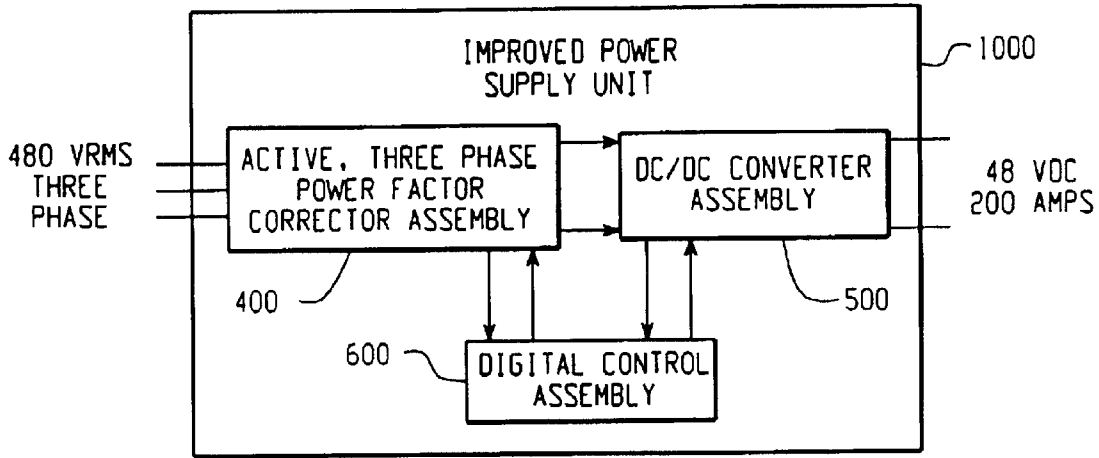 IMPROVED POWER
SUPPLY UNIT
1000
480 VRMS
THREE
PHASE
ACTIVE, THREE PHASE
POWER FACTOR
CORRECTOR ASSEMBLY
DC/DC CONVERTER
ASSEMBLY
48 VDC
200 AMPS
400
500
600
DIGITAL CONTROL
ASSEMBLY